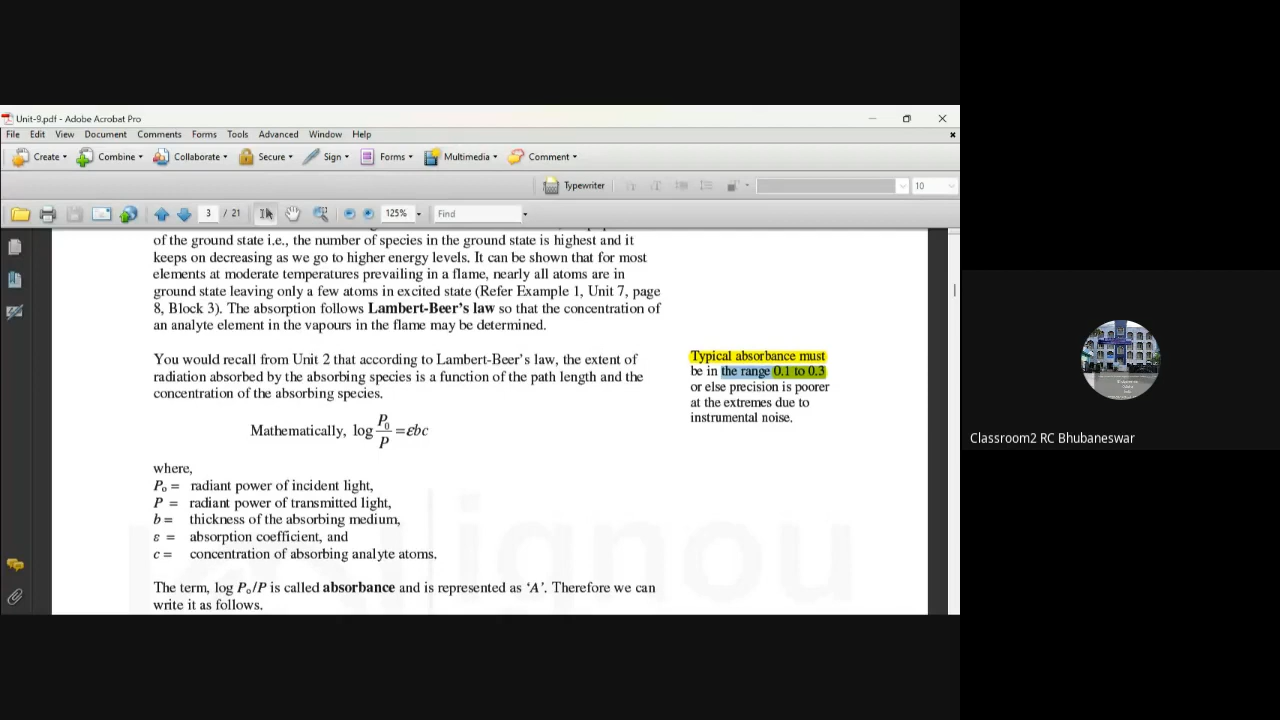 Unit-9.pdf - Adobe Acrobat Pro
File Edit View Document Comments Forms Tools Advanced Window Help
Create Combine Collaborate Secure Sign Forms Multimedia Comment
Typewriter 10
3 / 21 125% Find
of the ground state i.e., the number of species in the ground state is highest and it
keeps on decreasing as we go to higher energy levels. It can be shown that for most
elements at moderate temperatures prevailing in a flame, nearly all atoms are in
ground state leaving only a few atoms in excited state (Refer Example 1, Unit 7, page
8, Block 3). The absorption follows Lambert-Beer's law so that the concentration of
an analyte element in the vapours in the flame may be determined.
You would recall from Unit 2 that according to Lambert-Beer's law, the extent of
radiation absorbed by the absorbing species is a function of the path length and the
concentration of the absorbing species.
Mathematically, log P₀/P = εbc
where,
P₀ = radiant power of incident light,
P = radiant power of transmitted light,
b = thickness of the absorbing medium,
ε = absorption coefficient, and
c = concentration of absorbing analyte atoms.
The term, log P₀/P is called absorbance and is represented as 'A'. Therefore we can
write it as follows.
Typical absorbance must
be in the range 0.1 to 0.3
or else precision is poorer
at the extremes due to
instrumental noise.
ignou
Classroom2 RC Bhubaneswar